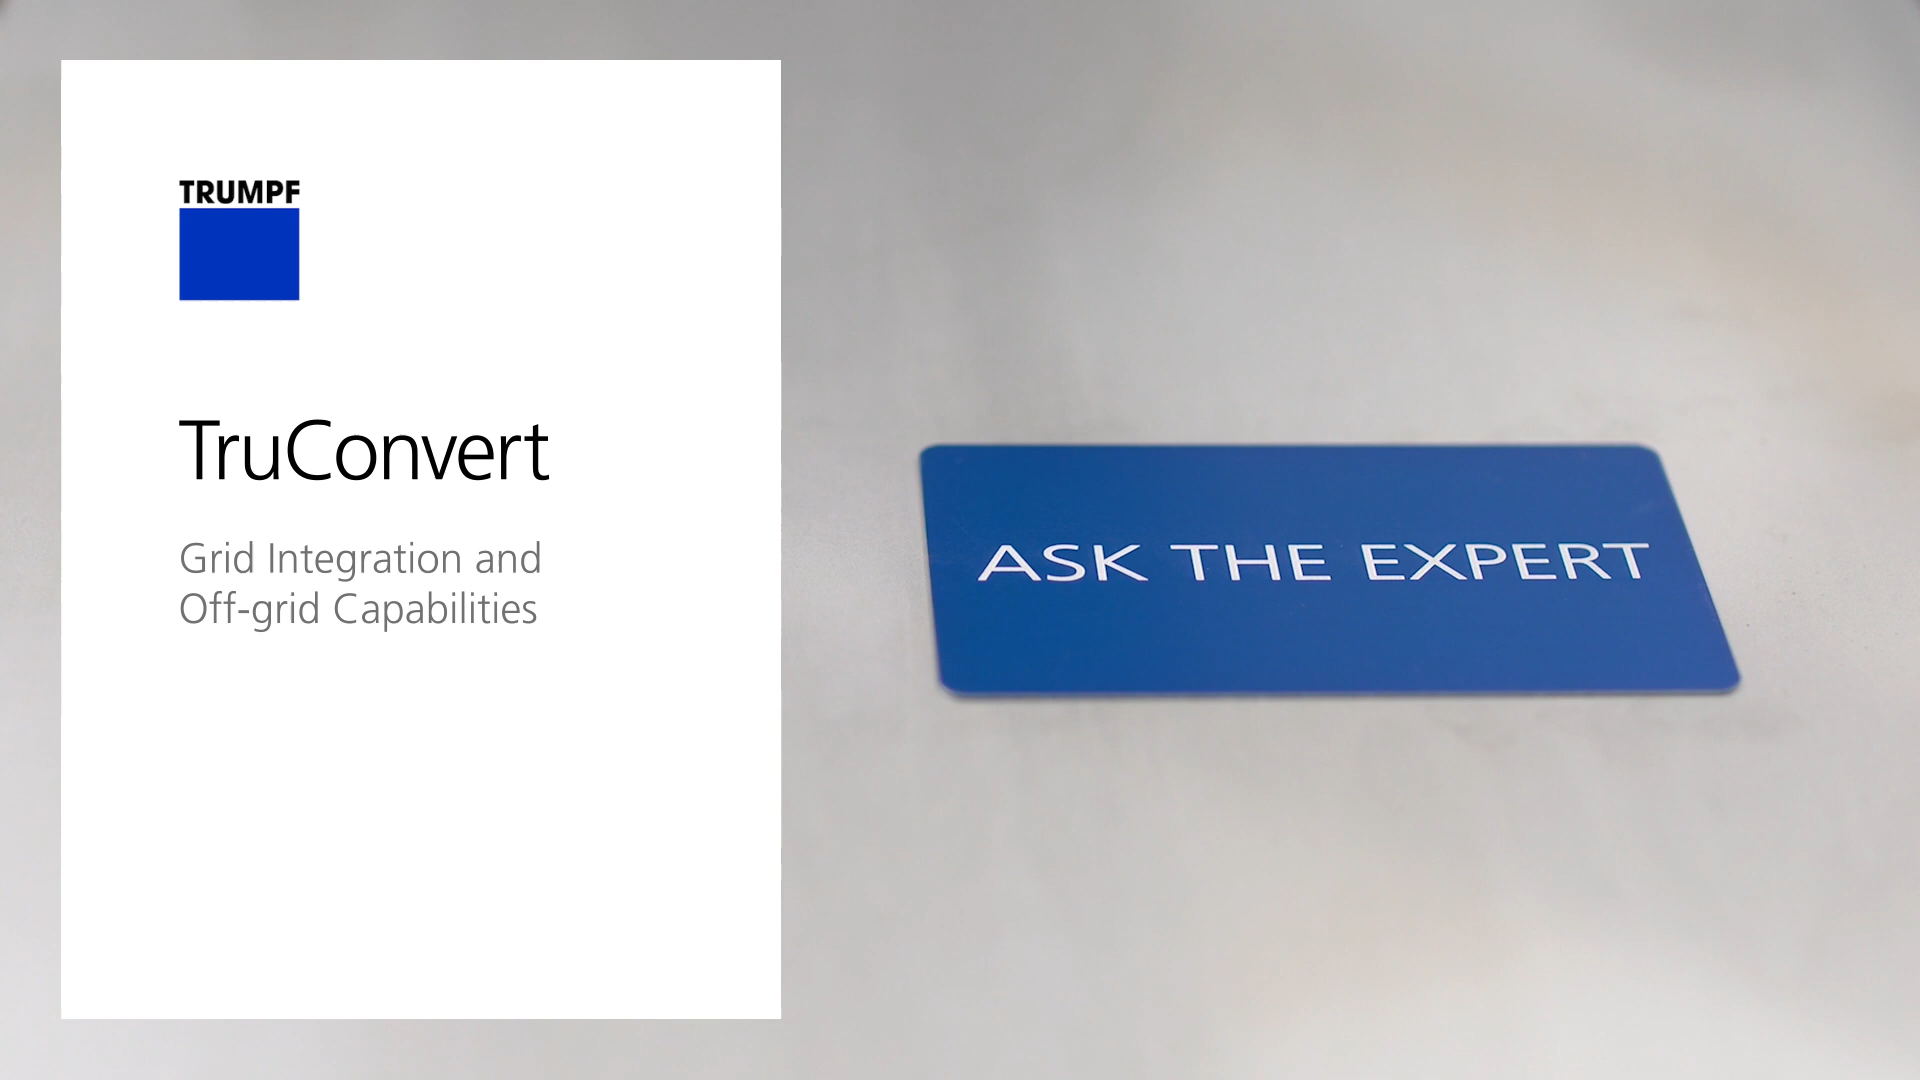 TRUMPF
TruConvert
Grid Integration and
Off-grid Capabilities
ASK THE EXPERT